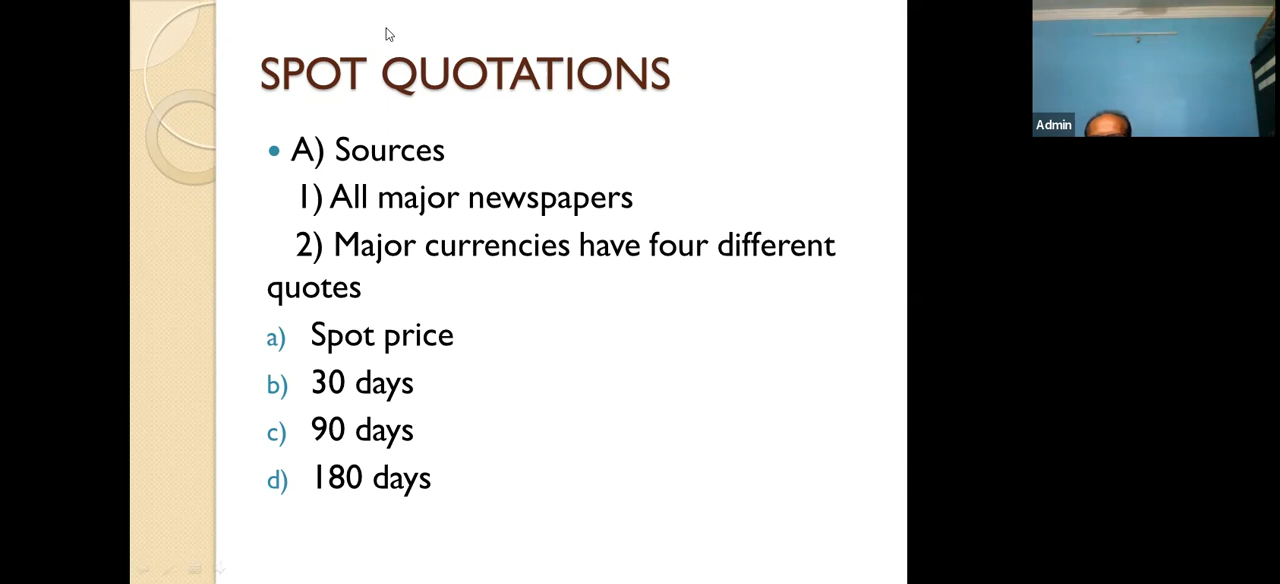 SPOT QUOTATIONS
• A) Sources
1) All major newspapers
2) Major currencies have four different
quotes
a) Spot price
b) 30 days
c) 90 days
d) 180 days
Admin